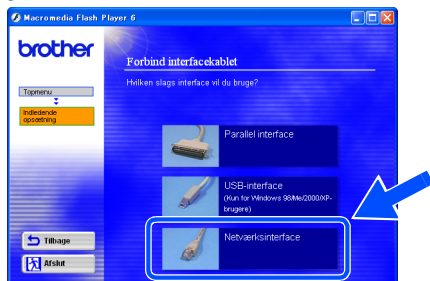 Macromedia Flash Player 6
brother
Forbind interfacekablet
Hvilken slags interface vil du bruge?
Topmenu
Indledende
opsætning
Parallel interface
USB-interface
(Kun for Windows 98/Me/2000/XP-
brugere)
Netværksinterface
Tilbage
Afslut